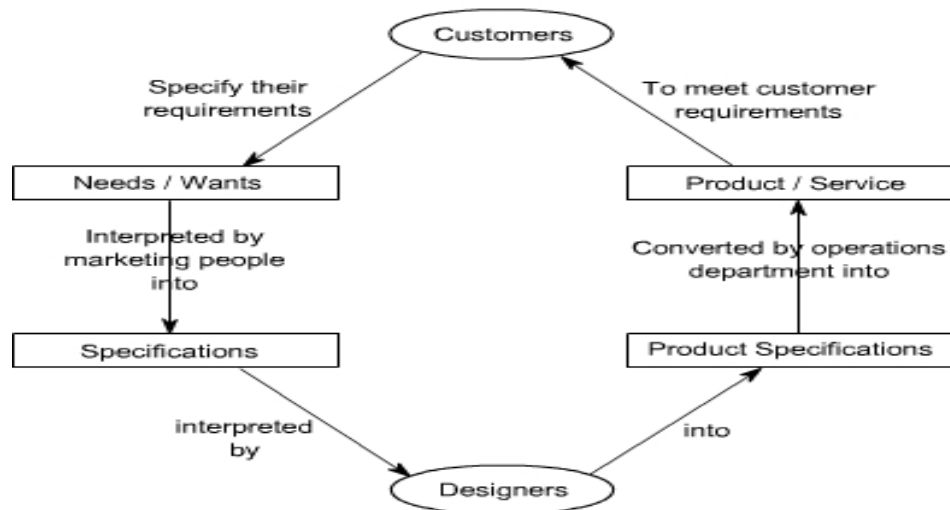 Customers
Specify their
requirements
To meet customer
requirements
Needs / Wants
Product / Service
Interpreted by
marketing people
into
Converted by operations
department into
Specifications
Product Specifications
interpreted
by
into
Designers